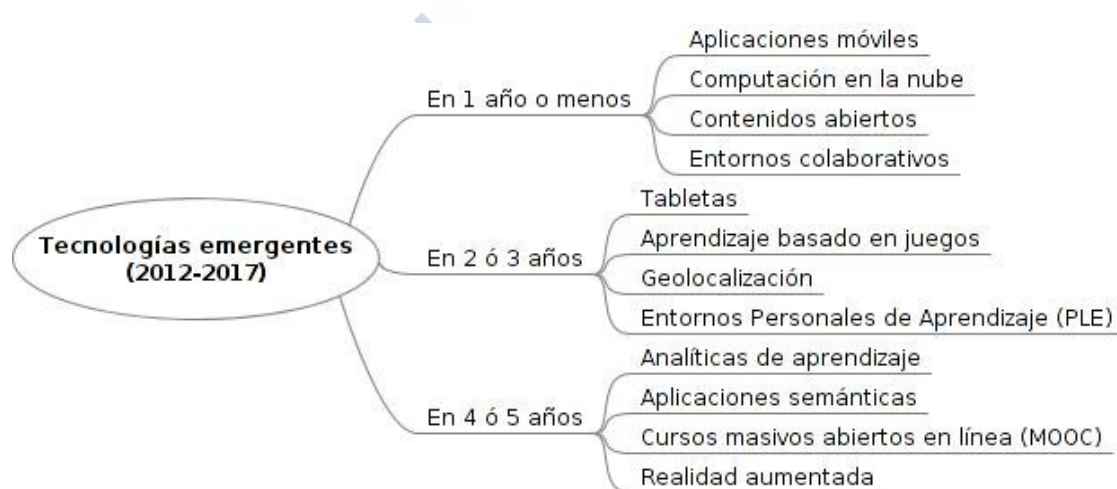 Tecnologías emergentes
(2012-2017)
En 1 año o menos
Aplicaciones móviles
Computación en la nube
Contenidos abiertos
Entornos colaborativos
En 2 ó 3 años
Tabletas
Aprendizaje basado en juegos
Geolocalización
Entornos Personales de Aprendizaje (PLE)
En 4 ó 5 años
Analíticas de aprendizaje
Aplicaciones semánticas
Cursos masivos abiertos en línea (MOOC)
Realidad aumentada